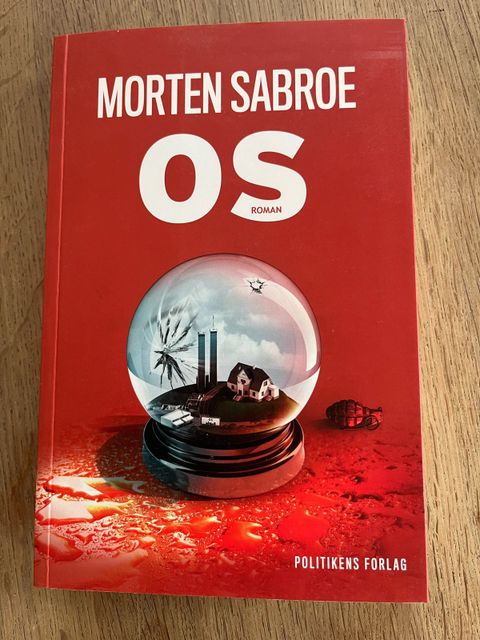 MORTEN SABROE
OS
ROMAN
POLITIKENS FORLAG